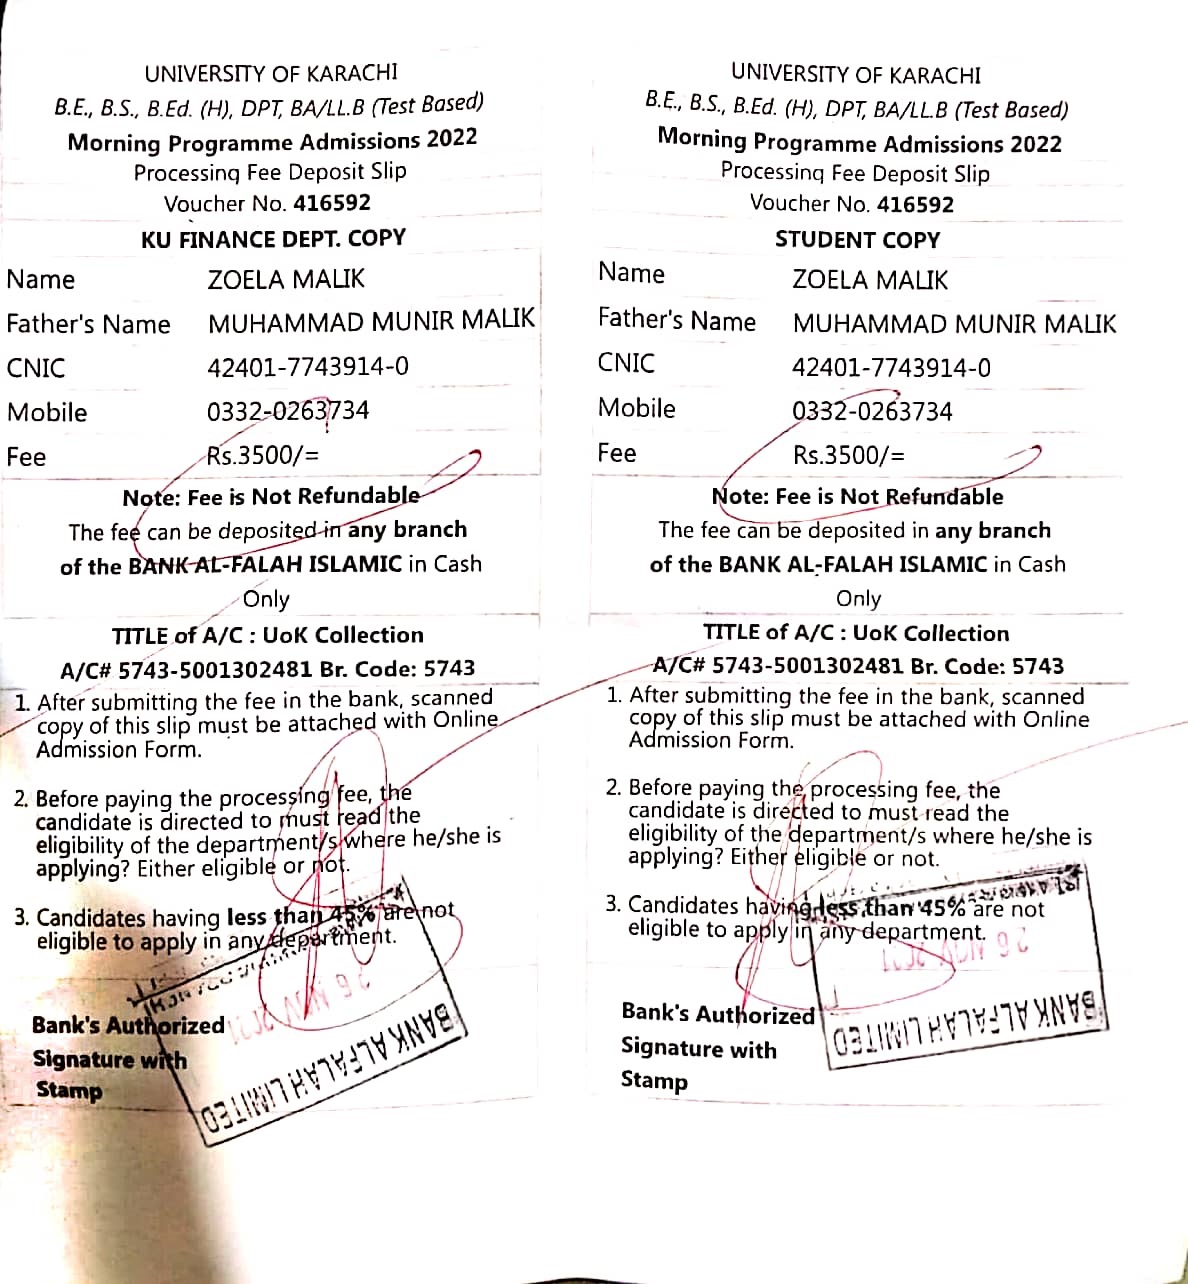 UNIVERSITY OF KARACHI
B.E., B.S., B.Ed. (H), DPT, BA/LL.B (Test Based)
Morning Programme Admissions 2022
Processing Fee Deposit Slip
Voucher No. 416592
KU FINANCE DEPT. COPY
Name ZOELA MALIK
Father's Name MUHAMMAD MUNIR MALIK
CNIC 42401-7743914-0
Mobile 0332-0263734
Fee Rs.3500/=
Note: Fee is Not Refundable
The fee can be deposited in any branch
of the BANK AL-FALAH ISLAMIC in Cash
Only
TITLE of A/C : UoK Collection
A/C# 5743-5001302481 Br. Code: 5743
1. After submitting the fee in the bank, scanned
copy of this slip must be attached with Online
Admission Form.
2. Before paying the processing fee, the
candidate is directed to must read the
eligibility of the department/s where he/she is
applying? Either eligible or not.
3. Candidates having less than 45% are not
eligible to apply in any department.
26 NOV 2021
BANK ALFALAH LIMITED
Bank's Authorized
Signature with
Stamp
UNIVERSITY OF KARACHI
B.E., B.S., B.Ed. (H), DPT, BA/LL.B (Test Based)
Morning Programme Admissions 2022
Processing Fee Deposit Slip
Voucher No. 416592
STUDENT COPY
Name ZOELA MALIK
Father's Name MUHAMMAD MUNIR MALIK
CNIC 42401-7743914-0
Mobile 0332-0263734
Fee Rs.3500/=
Note: Fee is Not Refundable
The fee can be deposited in any branch
of the BANK AL-FALAH ISLAMIC in Cash
Only
TITLE of A/C : UoK Collection
A/C# 5743-5001302481 Br. Code: 5743
1. After submitting the fee in the bank, scanned
copy of this slip must be attached with Online
Admission Form.
2. Before paying the processing fee, the
candidate is directed to must read the
eligibility of the department/s where he/she is
applying? Either eligible or not.
3. Candidates having less than 45% are not
eligible to apply in any department.
26 NOV 2021
BANK ALFALAH LIMITED
Bank's Authorized
Signature with
Stamp